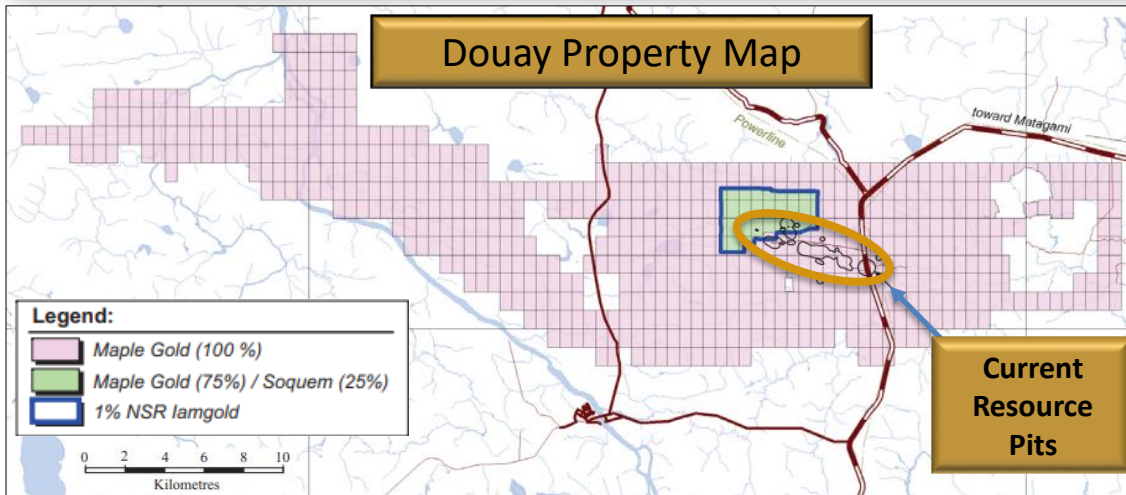 Douay Property Map
toward Matagami
Powerline
Legend:
Maple Gold (100 %)
Maple Gold (75%) / Soquem (25%)
1% NSR Iamgold
0 2 4 6 8 10
Kilometres
Current
Resource
Pits